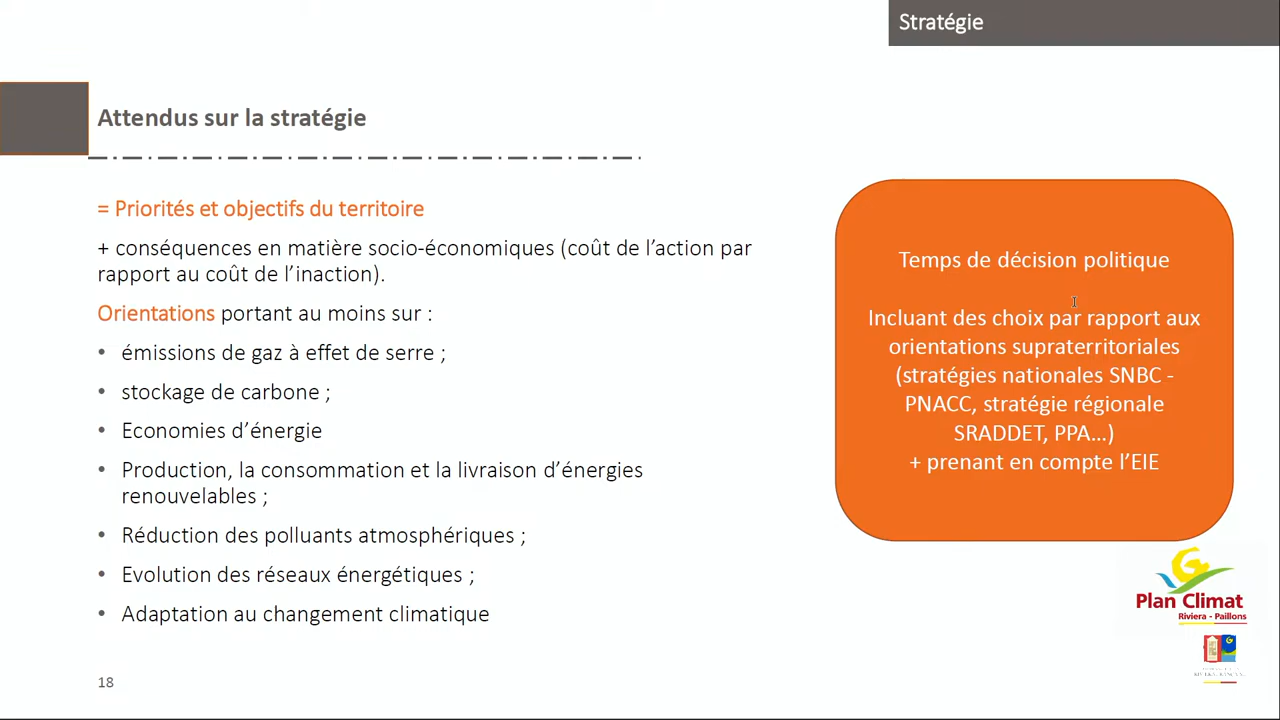 Stratégie
Attendus sur la stratégie
= Priorités et objectifs du territoire
+ conséquences en matière socio-économiques (coût de l’action par
rapport au coût de l’inaction).
Orientations portant au moins sur :
• émissions de gaz à effet de serre ;
• stockage de carbone ;
• Economies d’énergie
• Production, la consommation et la livraison d’énergies
renouvelables ;
• Réduction des polluants atmosphériques ;
• Evolution des réseaux énergétiques ;
• Adaptation au changement climatique
Temps de décision politique
Incluant des choix par rapport aux
orientations supraterritoriales
(stratégies nationales SNBC -
PNACC, stratégie régionale
SRADDET, PPA…)
+ prenant en compte l’EIE
Plan Climat
Riviera - Paillons
18